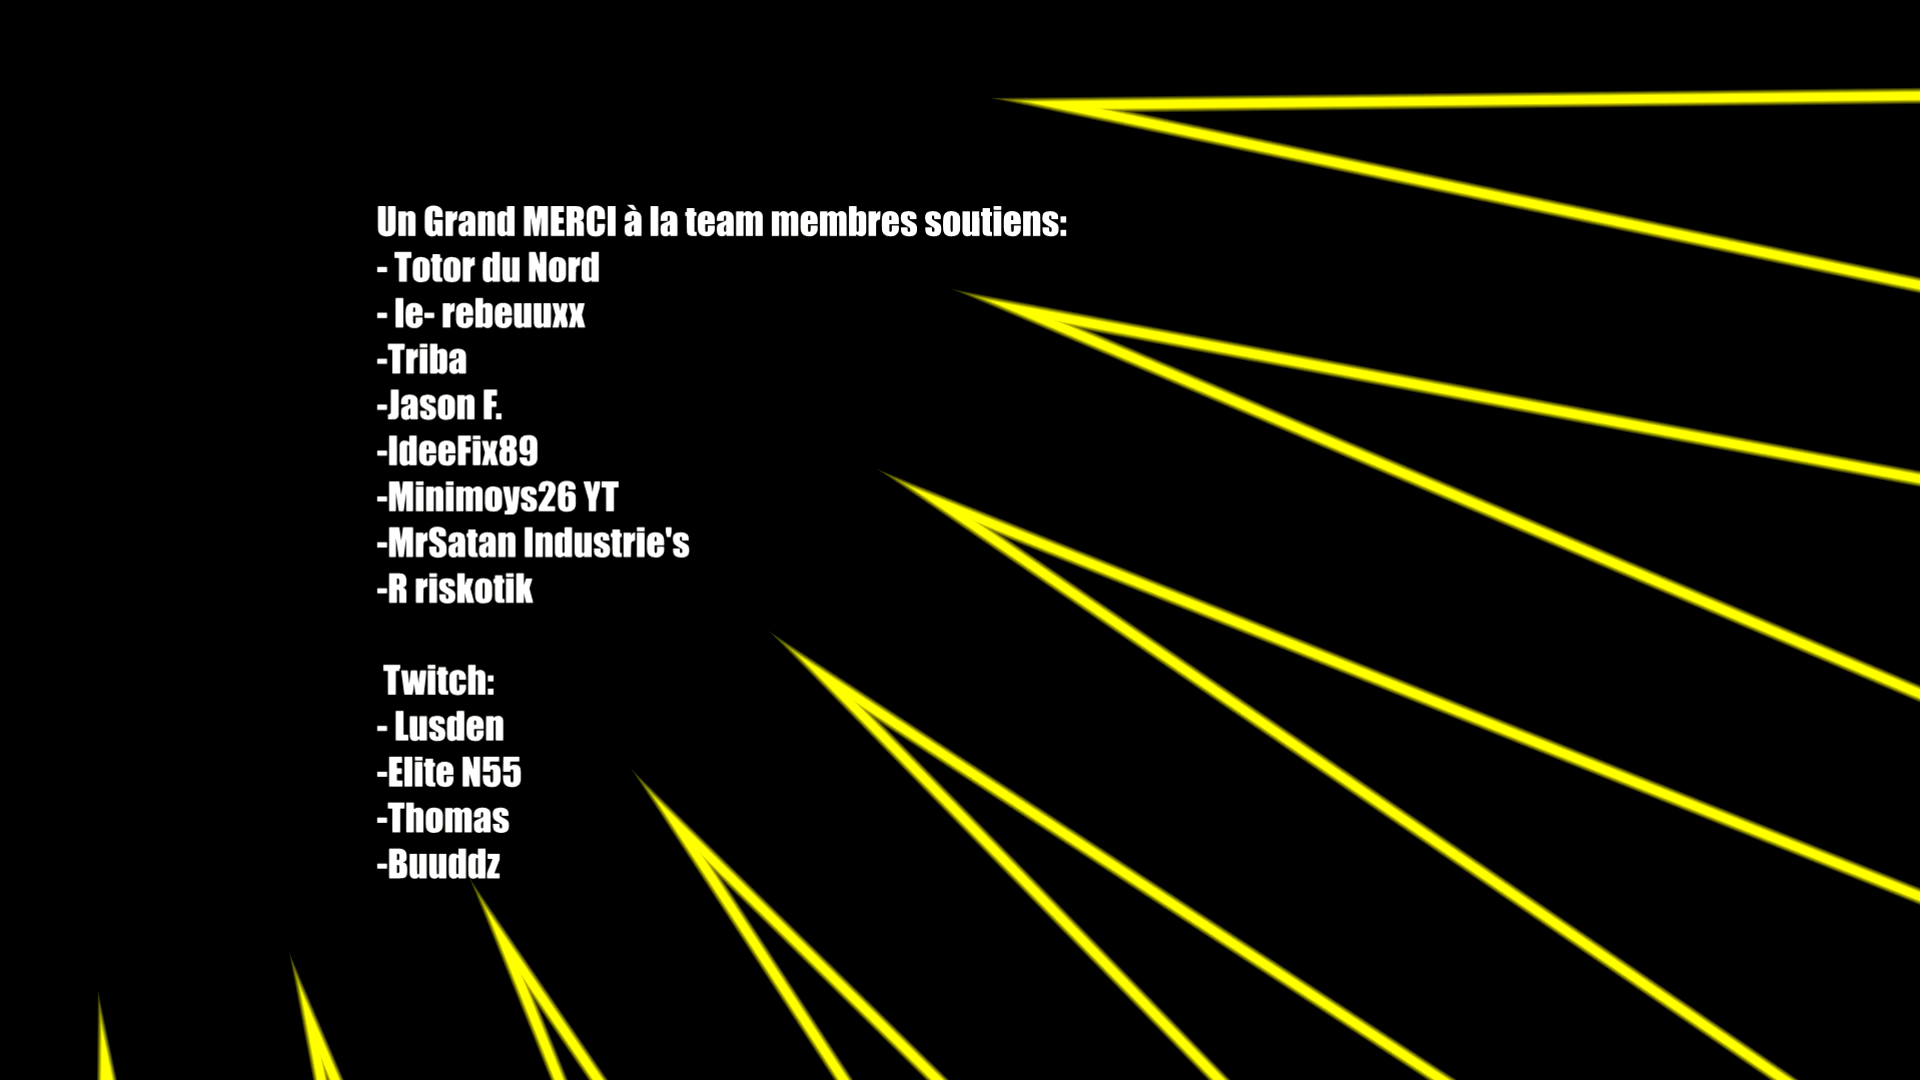 Un Grand MERCI à la team membres soutiens:
- Totor du Nord
- le- rebeuuxx
-Triba
-Jason F.
-IdeeFix89
-Minimoys26 YT
-MrSatan Industrie's
-R riskotik
Twitch:
- Lusden
-Elite N55
-Thomas
-Buuddz